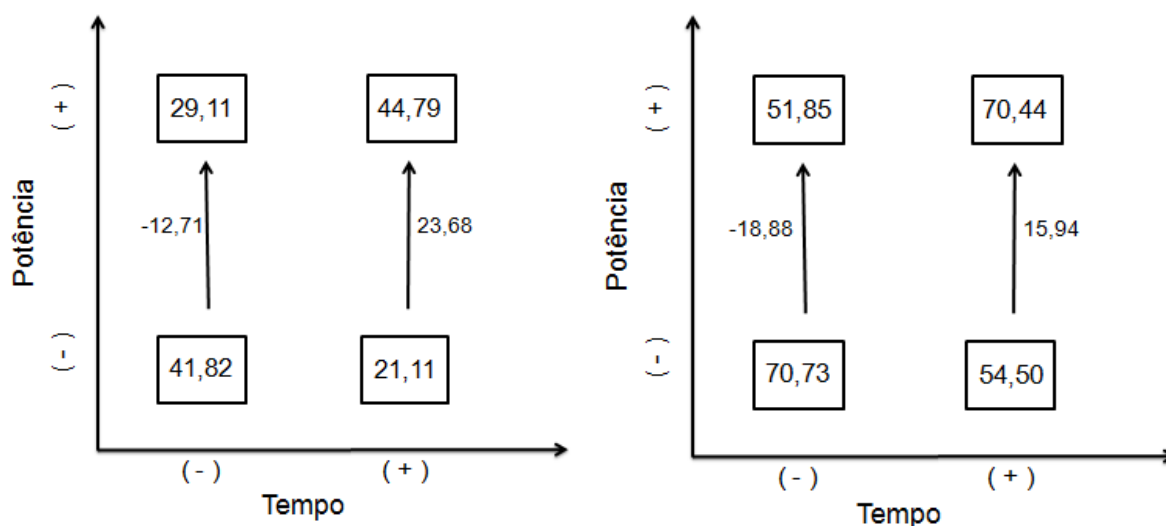 ( + )
29,11
44,79
Potência
-12,71
23,68
( - )
41,82
21,11
( - )
( + )
Tempo
( + )
51,85
70,44
Potência
-18,88
15,94
( - )
70,73
54,50
( - )
( + )
Tempo